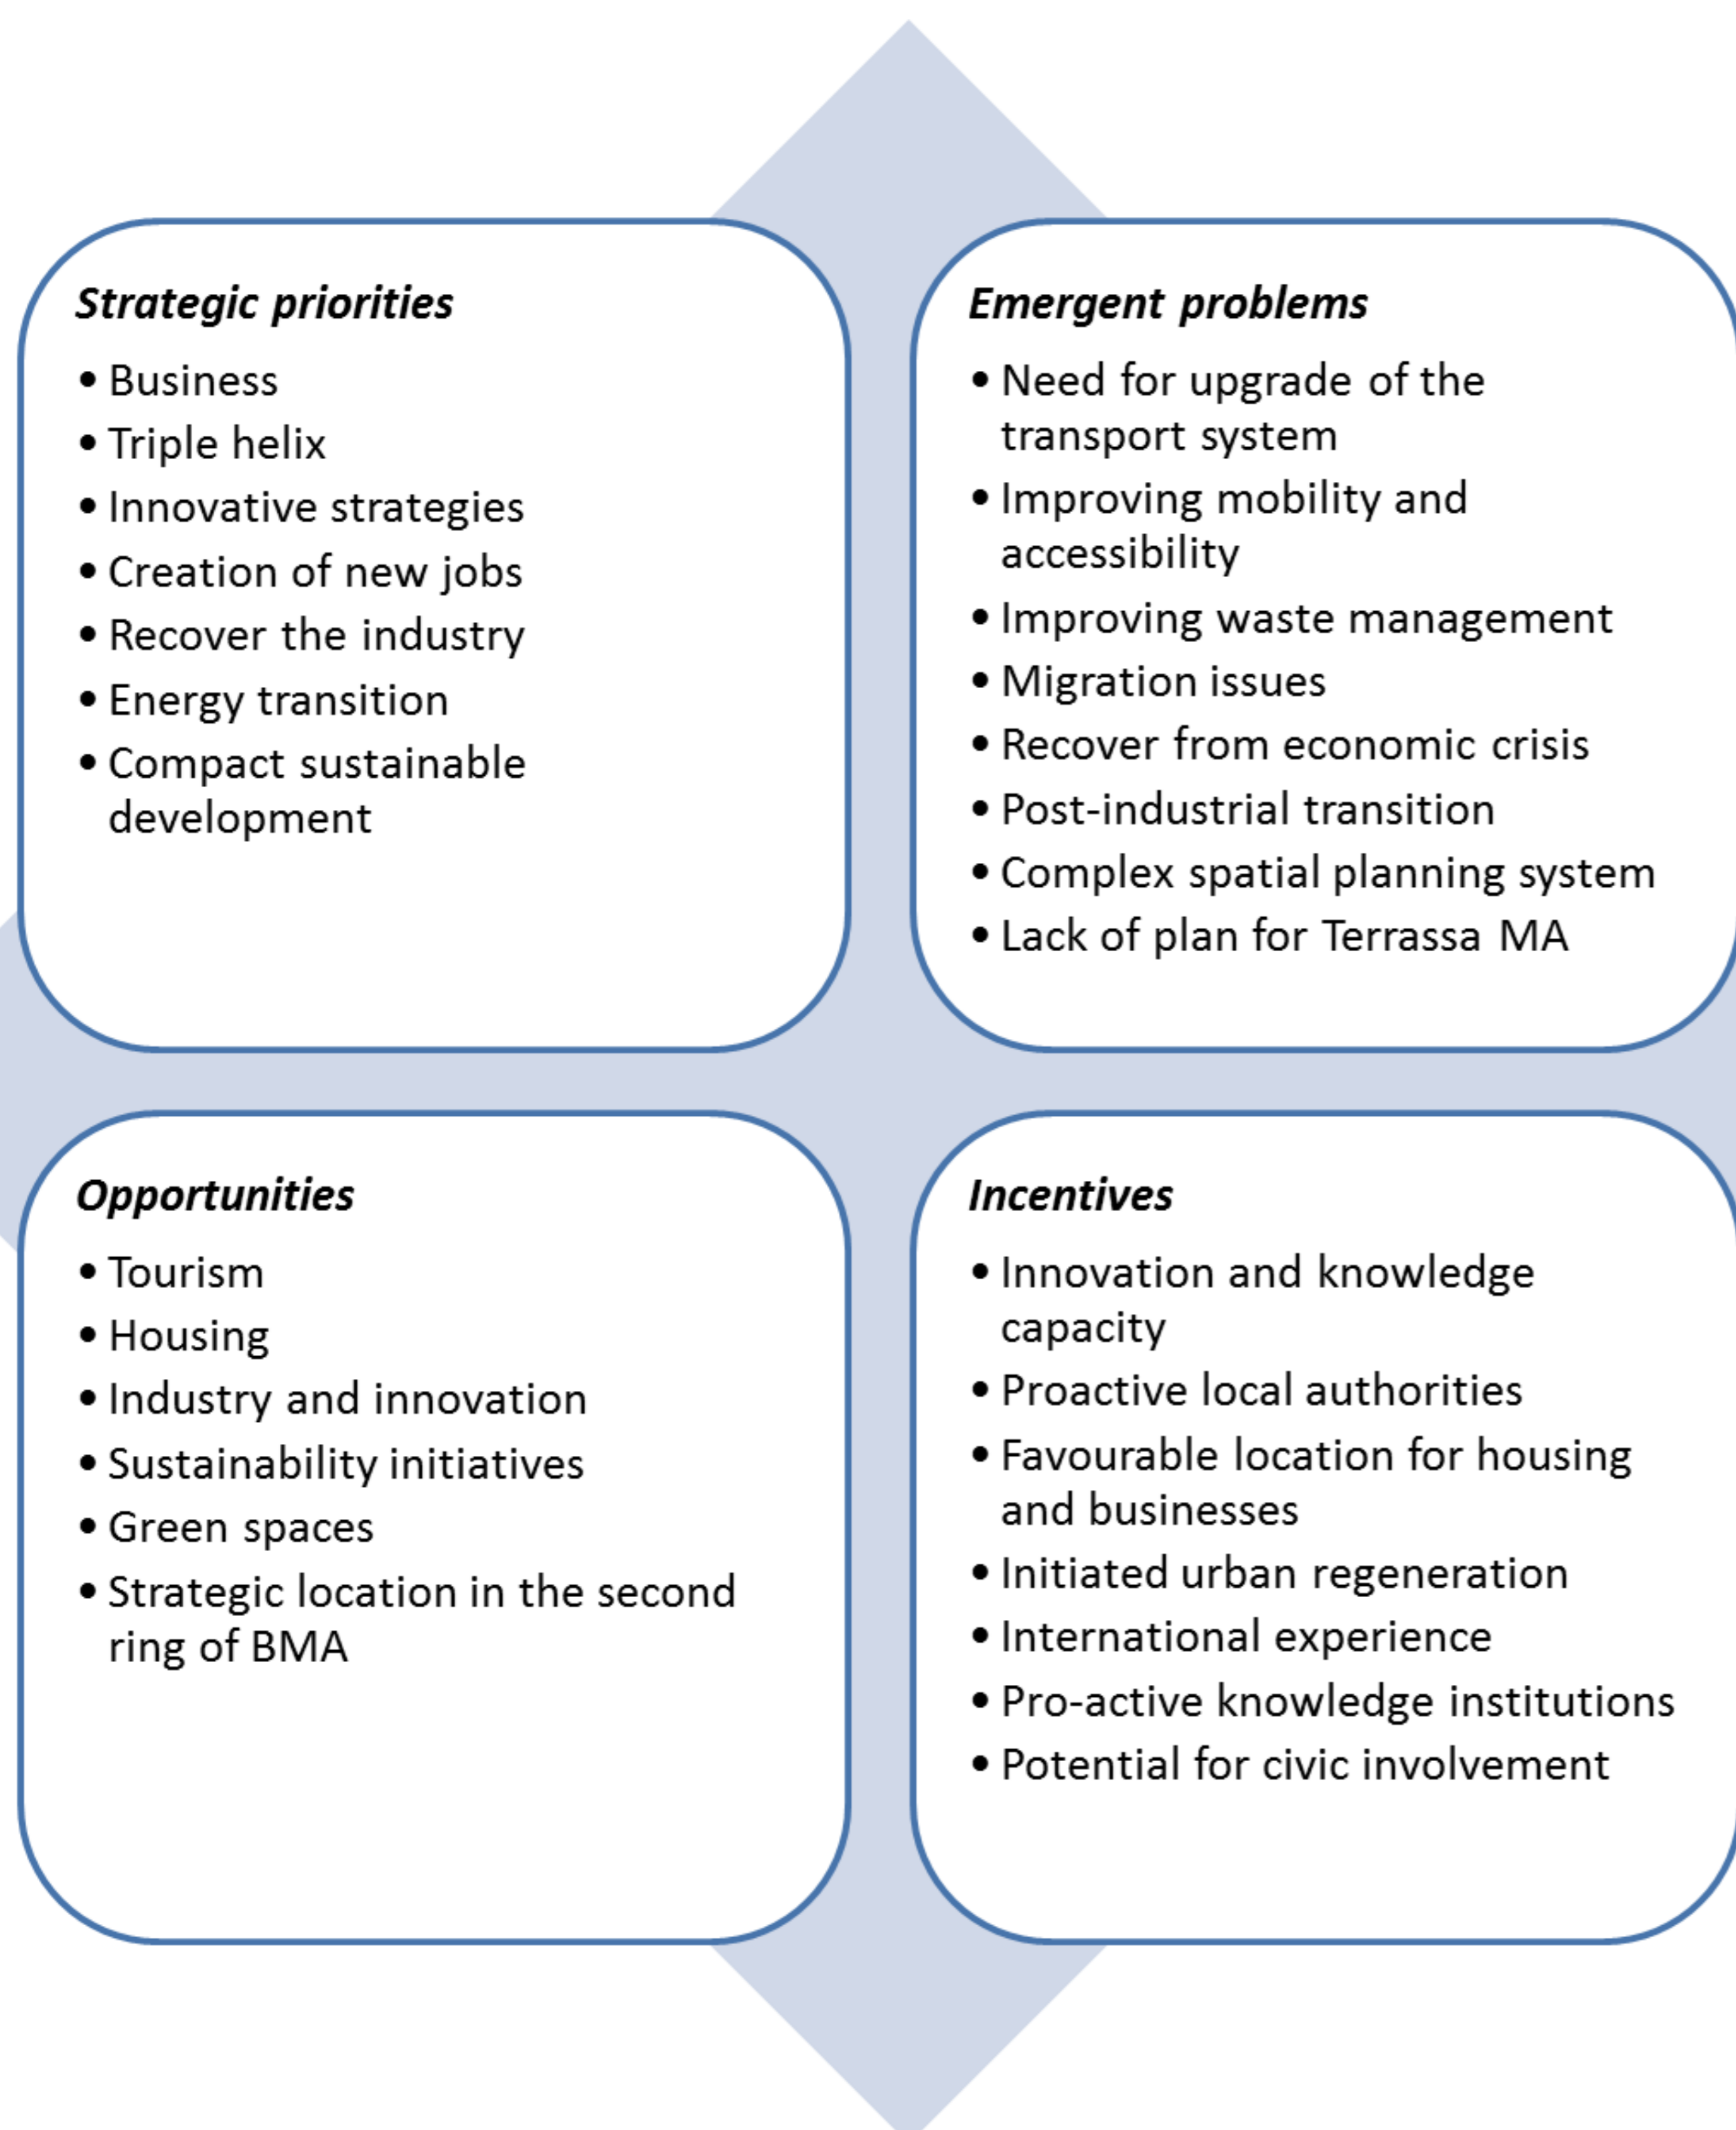 Strategic priorities
• Business
• Triple helix
• Innovative strategies
• Creation of new jobs
• Recover the industry
• Energy transition
• Compact sustainable
development
Emergent problems
• Need for upgrade of the
transport system
• Improving mobility and
accessibility
• Improving waste management
• Migration issues
• Recover from economic crisis
• Post-industrial transition
• Complex spatial planning system
• Lack of plan for Terrassa MA
Opportunities
• Tourism
• Housing
• Industry and innovation
• Sustainability initiatives
• Green spaces
• Strategic location in the second
ring of BMA
Incentives
• Innovation and knowledge
capacity
• Proactive local authorities
• Favourable location for housing
and businesses
• Initiated urban regeneration
• International experience
• Pro-active knowledge institutions
• Potential for civic involvement